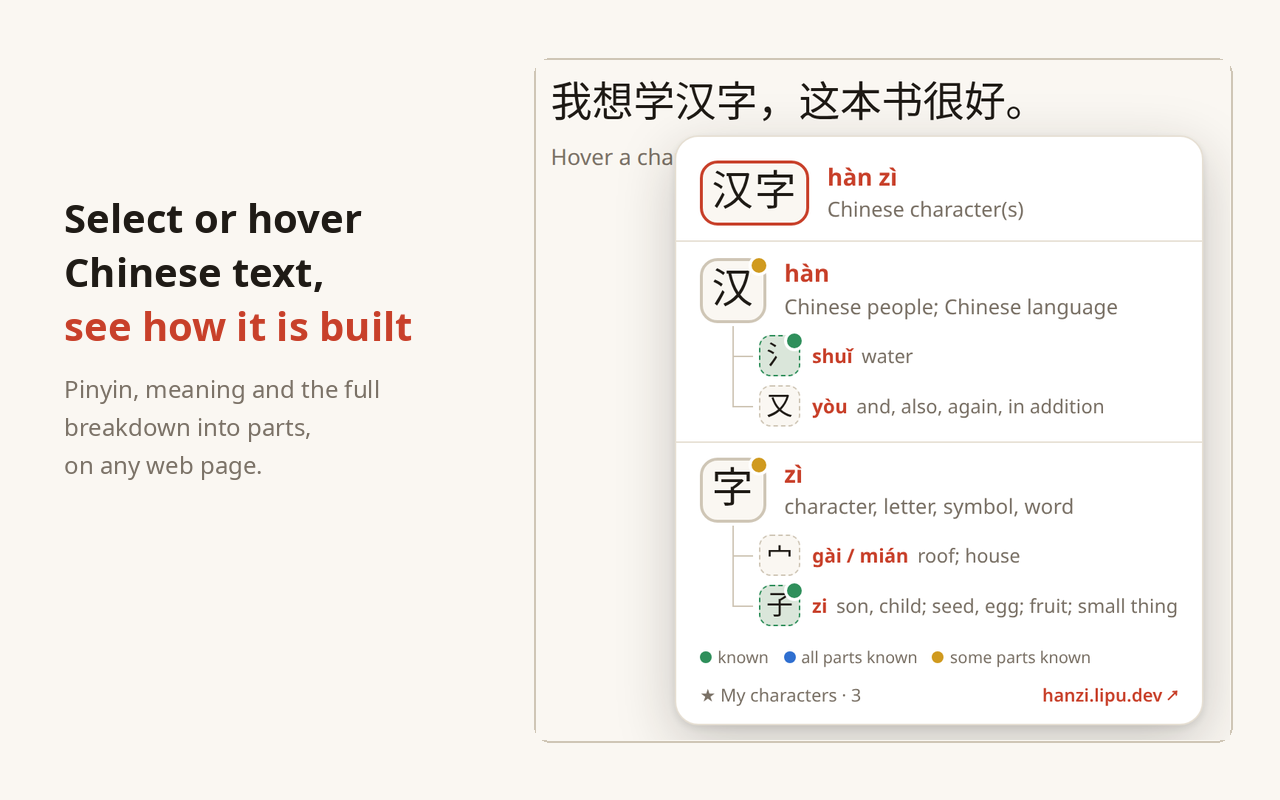 Select or hover
Chinese text,
see how it is built
Pinyin, meaning and the full
breakdown into parts,
on any web page.
我想学汉字，这本书很好。
Hover a cha
汉字
hàn zì
Chinese character(s)
汉
hàn
Chinese people; Chinese language
氵 shuǐ water
又 yòu and, also, again, in addition
字
zì
character, letter, symbol, word
宀 gài / mián roof; house
子 zi son, child; seed, egg; fruit; small thing
known all parts known some parts known
★ My characters · 3 hanzi.lipu.dev ↗